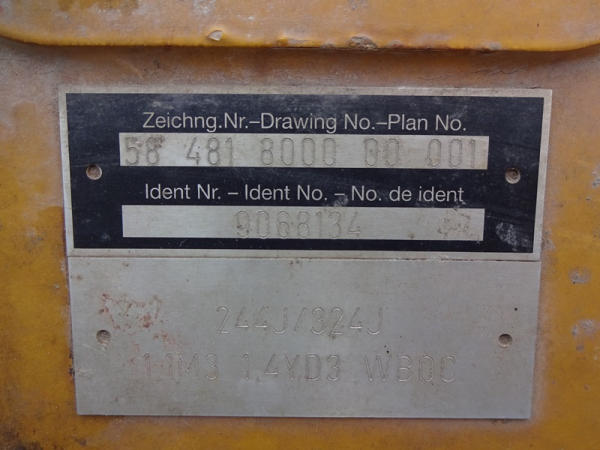 Zeichng.Nr.–Drawing No.–Plan No.
58 481 8000 00 001
Ident Nr. – Ident No. – No. de ident
9068134
244J/324J
1.1M3 1.4YD3 WBQC